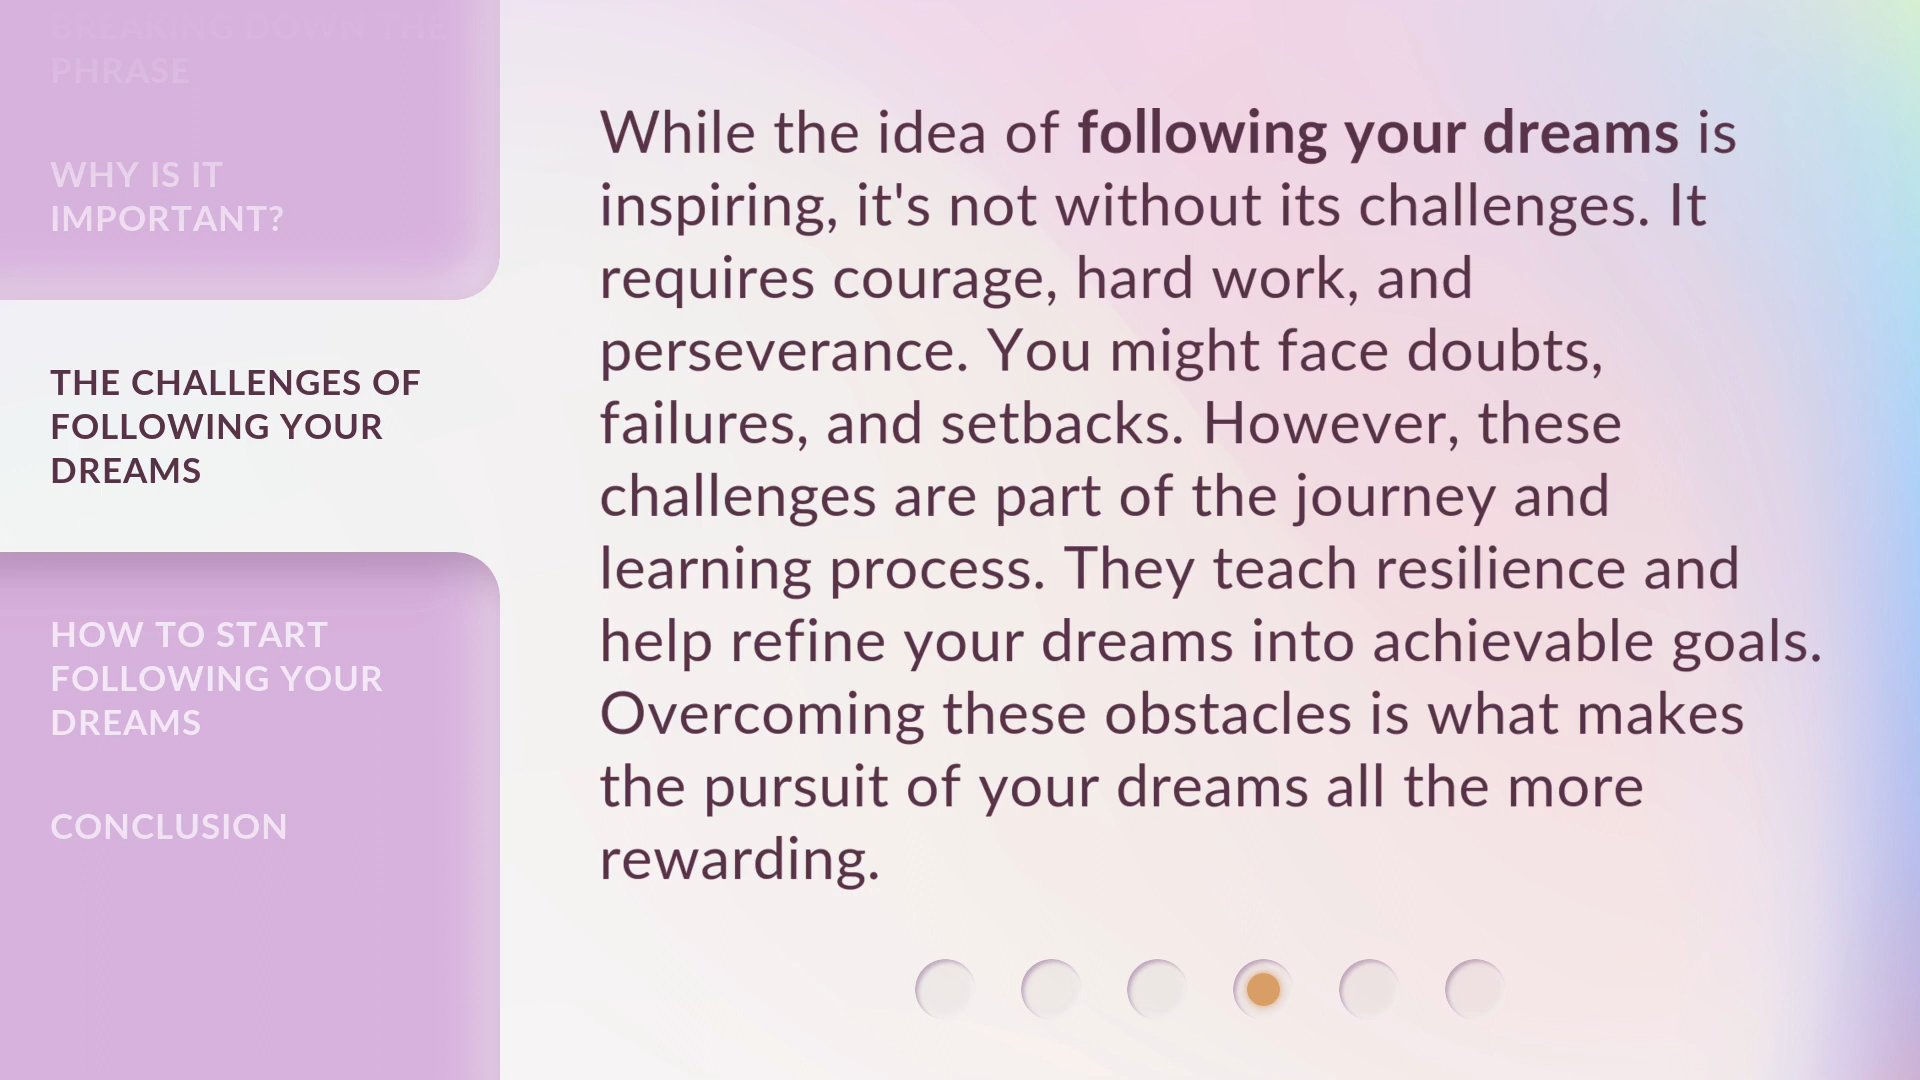 BREAKING DOWN THE
PHRASE
WHY IS IT
IMPORTANT?
THE CHALLENGES OF
FOLLOWING YOUR
DREAMS
HOW TO START
FOLLOWING YOUR
DREAMS
CONCLUSION
While the idea of following your dreams is
inspiring, it's not without its challenges. It
requires courage, hard work, and
perseverance. You might face doubts,
failures, and setbacks. However, these
challenges are part of the journey and
learning process. They teach resilience and
help refine your dreams into achievable goals.
Overcoming these obstacles is what makes
the pursuit of your dreams all the more
rewarding.